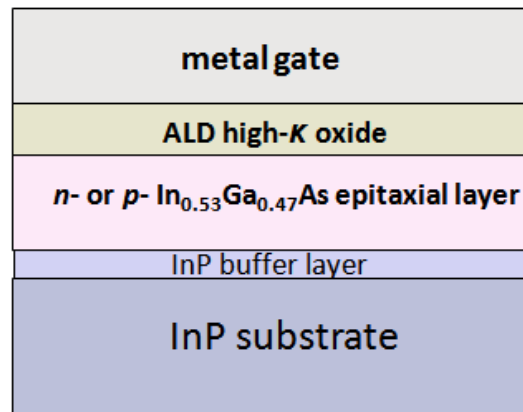 metal gate
ALD high-κ oxide
n- or p- In0.53Ga0.47As epitaxial layer
InP buffer layer
InP substrate